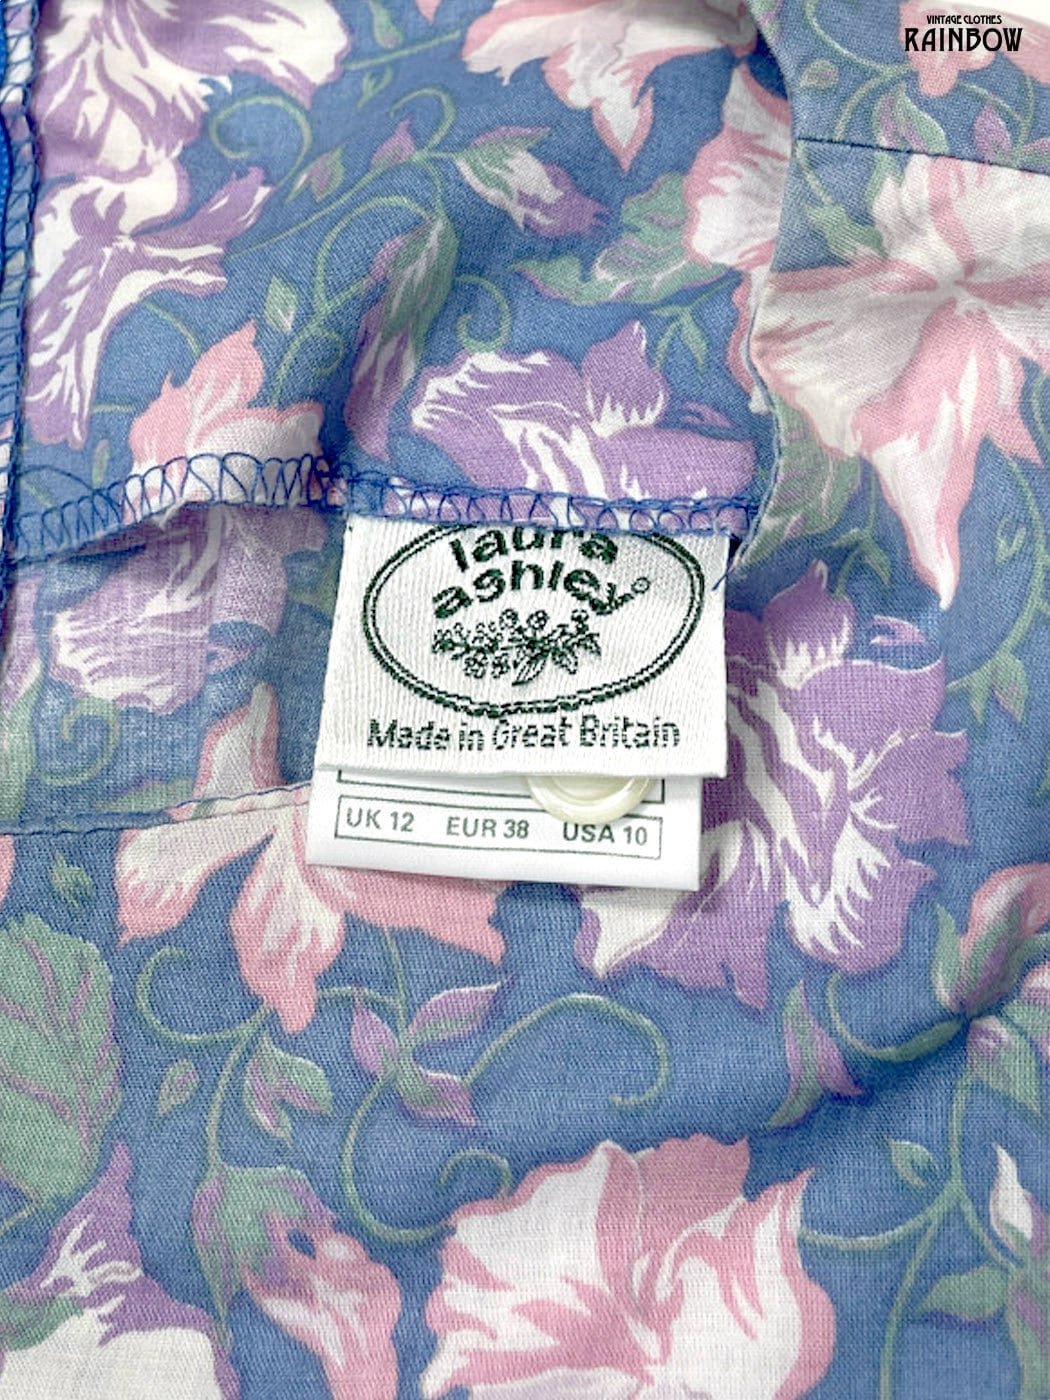 VINTAGE CLOTHES
RAINBOW
laura
ashley®
Made in Great Britain
UK 12 EUR 38 USA 10